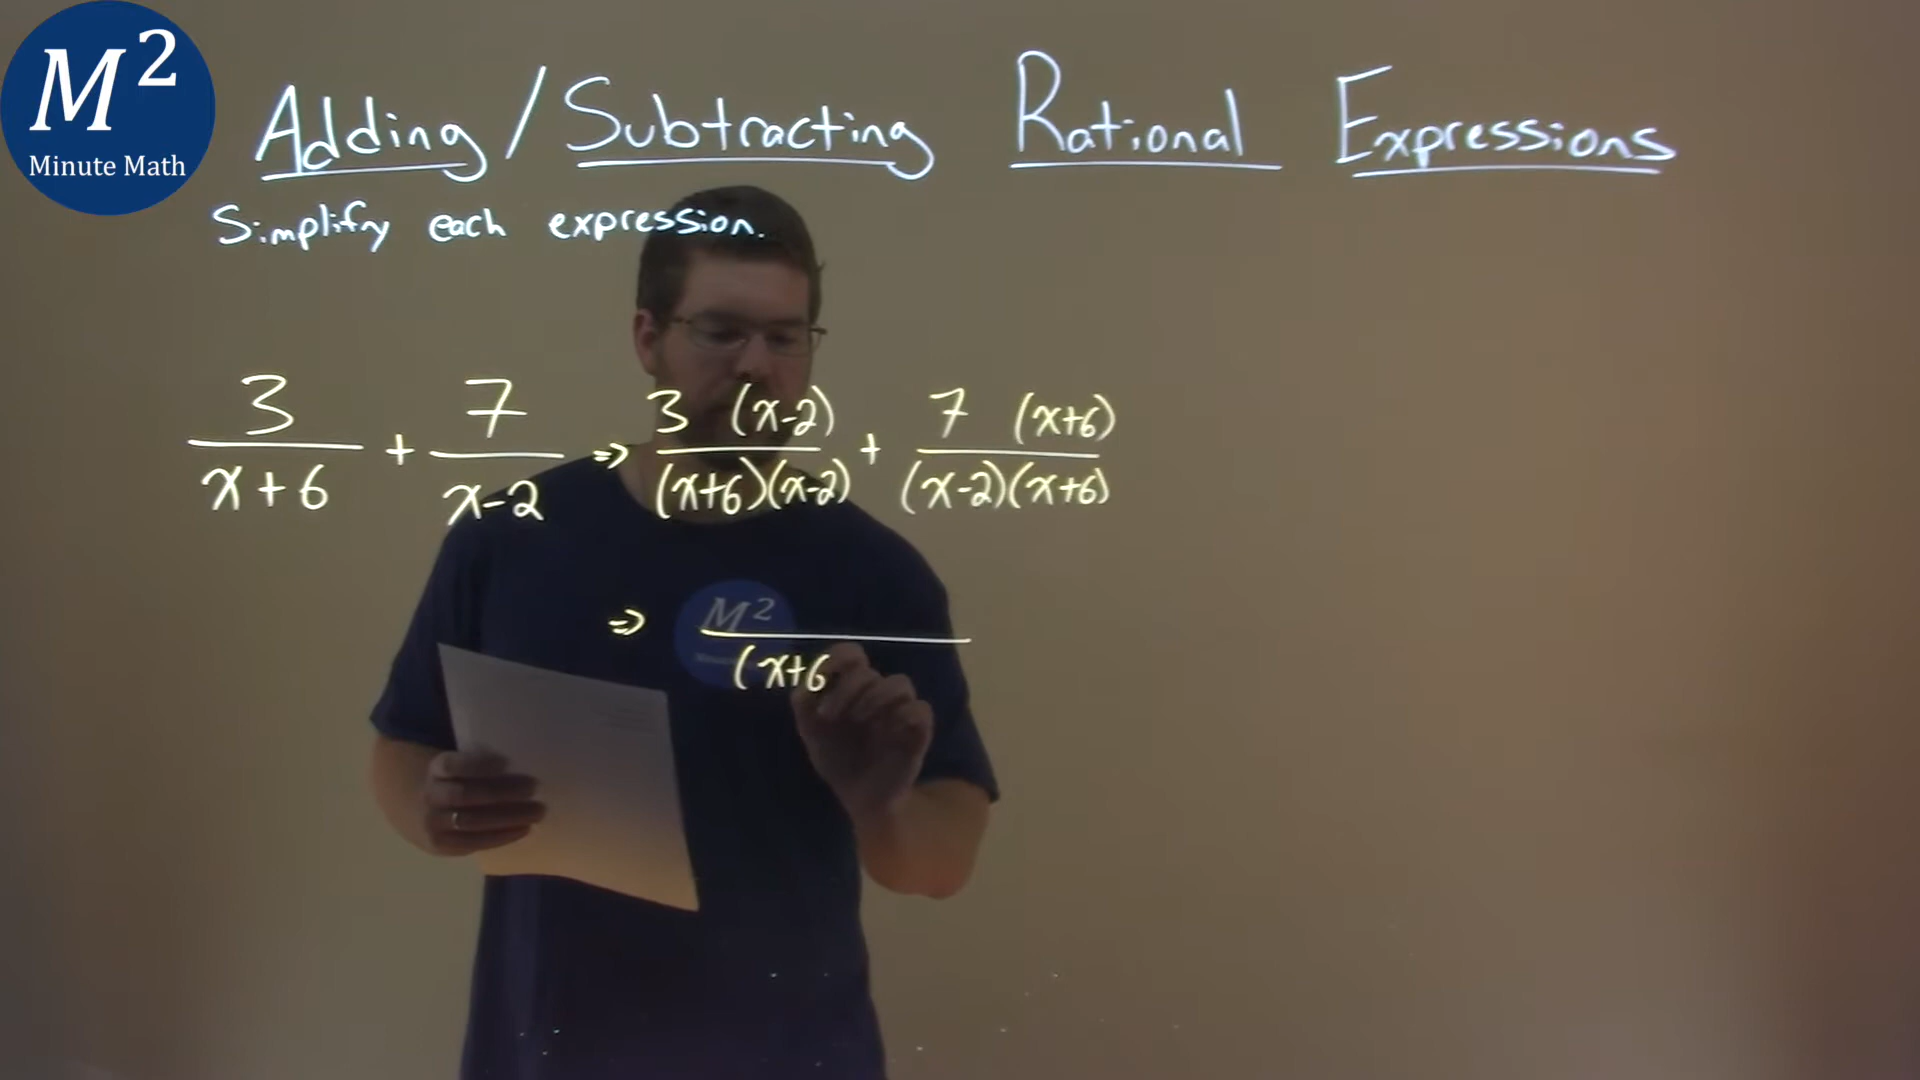 M²
Minute Math
Adding / Subtracting Rational Expressions
Simplify each expression.
3/(x+6) + 7/(x-2) => 3 (x-2)/(x+6)(x-2) + 7 (x+6)/(x-2)(x+6)
M²
=> /(x+6